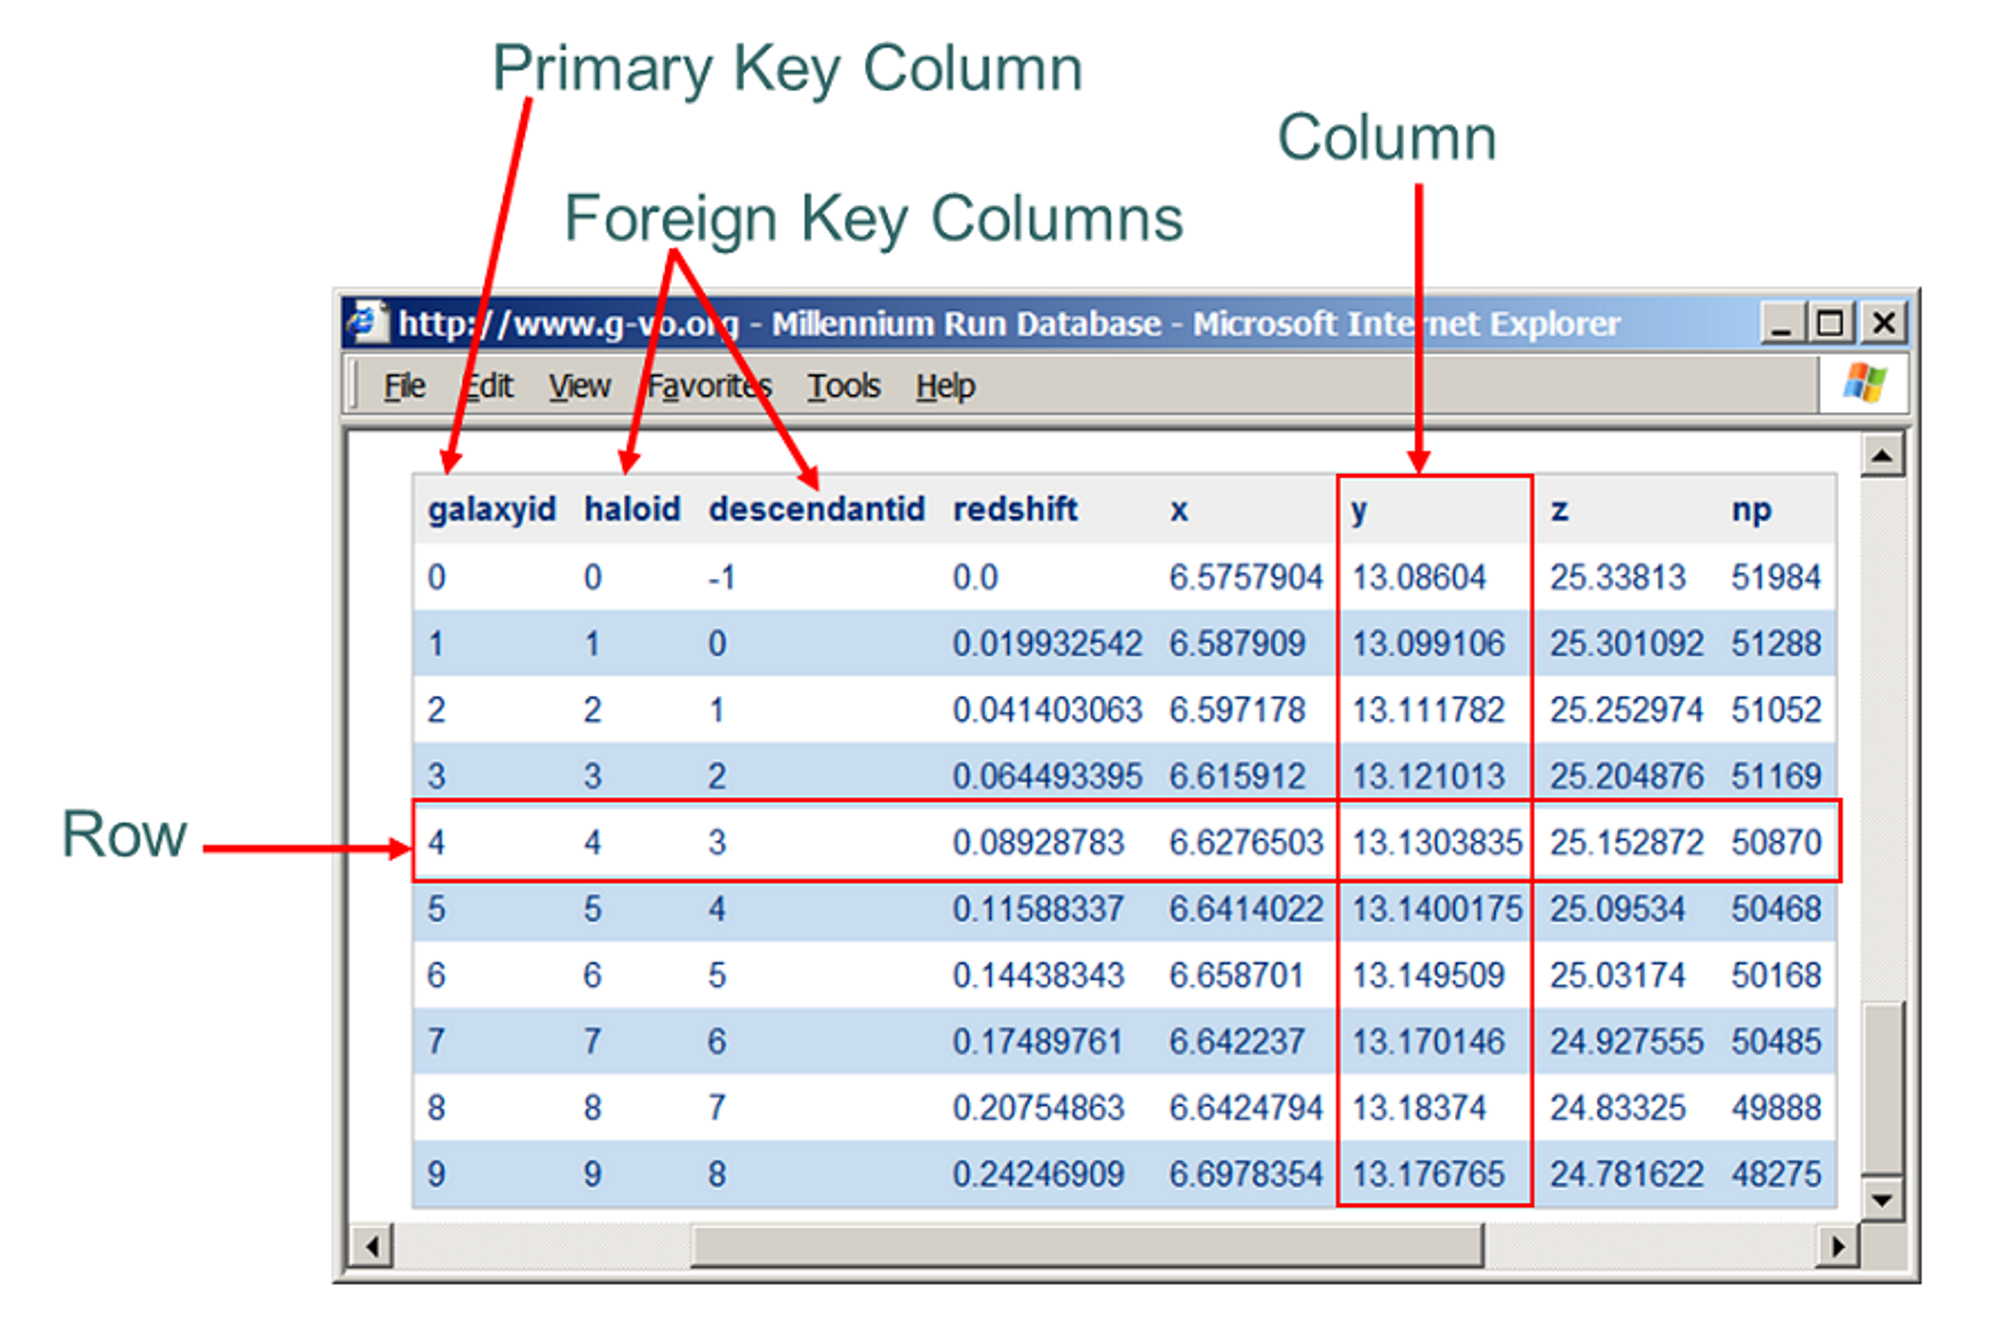 Primary Key Column
Column
Foreign Key Columns
http://www.g-vo.org - Millennium Run Database - Microsoft Internet Explorer
File Edit View Favorites Tools Help
galaxyid haloid descendantid redshift x y z np
0 0 -1 0.0 6.5757904 13.08604 25.33813 51984
1 1 0 0.019932542 6.587909 13.099106 25.301092 51288
2 2 1 0.041403063 6.597178 13.111782 25.252974 51052
3 3 2 0.064493395 6.615912 13.121013 25.204876 51169
Row
4 4 3 0.08928783 6.6276503 13.1303835 25.152872 50870
5 5 4 0.11588337 6.6414022 13.1400175 25.09534 50468
6 6 5 0.14438343 6.658701 13.149509 25.03174 50168
7 7 6 0.17489761 6.642237 13.170146 24.927555 50485
8 8 7 0.20754863 6.6424794 13.18374 24.83325 49888
9 9 8 0.24246909 6.6978354 13.176765 24.781622 48275